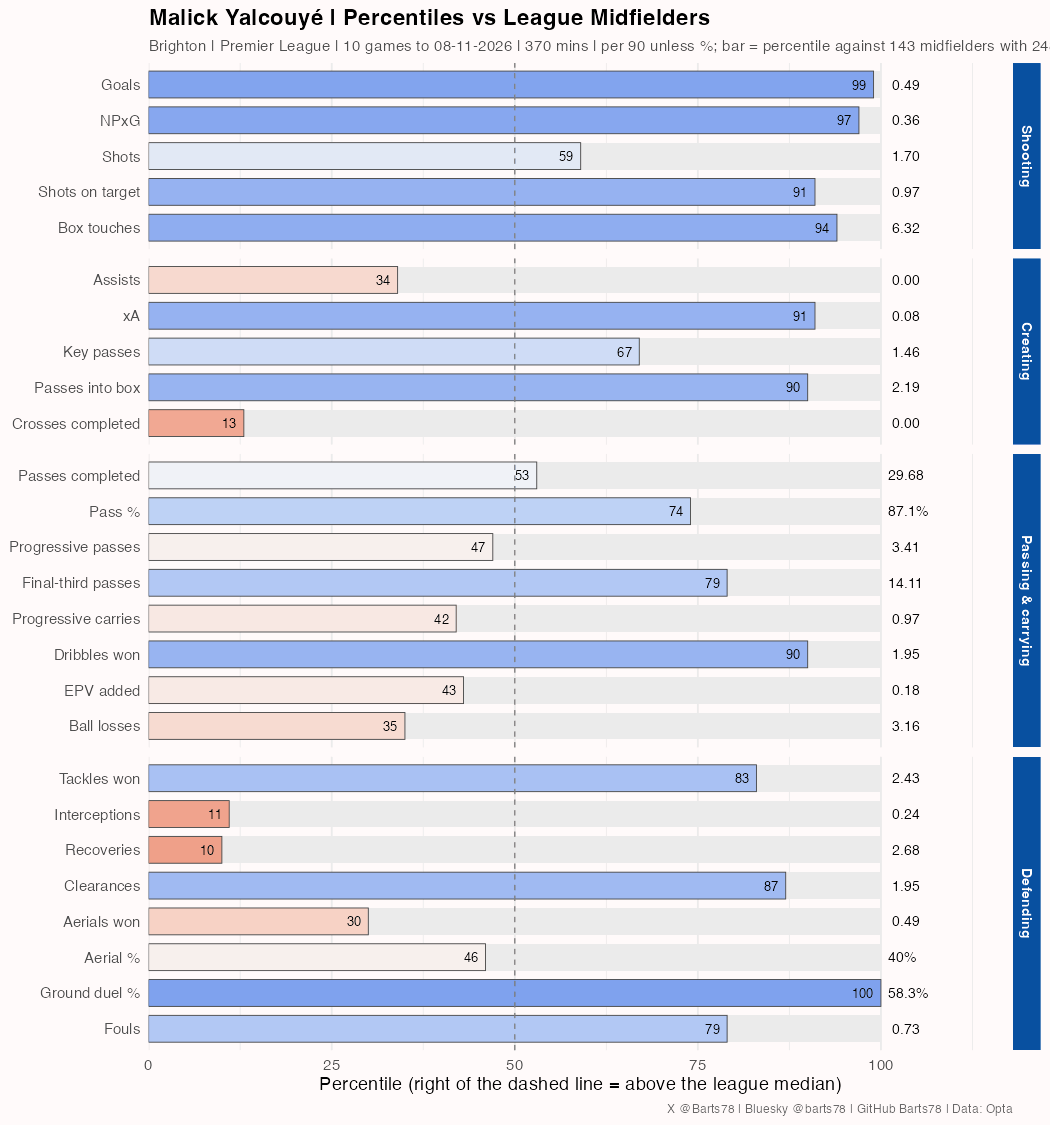 Malick Yalcouyé | Percentiles vs League Midfielders
Brighton | Premier League | 10 games to 08-11-2026 | 370 mins | per 90 unless %; bar = percentile against 143 midfielders with 24
Goals 99 0.49
NPxG 97 0.36
Shots 59 1.70
Shots on target 91 0.97
Box touches 94 6.32
Shooting
Assists 34 0.00
xA 91 0.08
Key passes 67 1.46
Passes into box 90 2.19
Crosses completed 13 0.00
Creating
Passes completed 53 29.68
Pass % 74 87.1%
Progressive passes 47 3.41
Final-third passes 79 14.11
Progressive carries 42 0.97
Dribbles won 90 1.95
EPV added 43 0.18
Ball losses 35 3.16
Passing & carrying
Tackles won 83 2.43
Interceptions 11 0.24
Recoveries 10 2.68
Clearances 87 1.95
Aerials won 30 0.49
Aerial % 46 40%
Ground duel % 100 58.3%
Fouls 79 0.73
Defending
0 25 50 75 100
Percentile (right of the dashed line = above the league median)
X @Barts78 | Bluesky @barts78 | GitHub Barts78 | Data: Opta